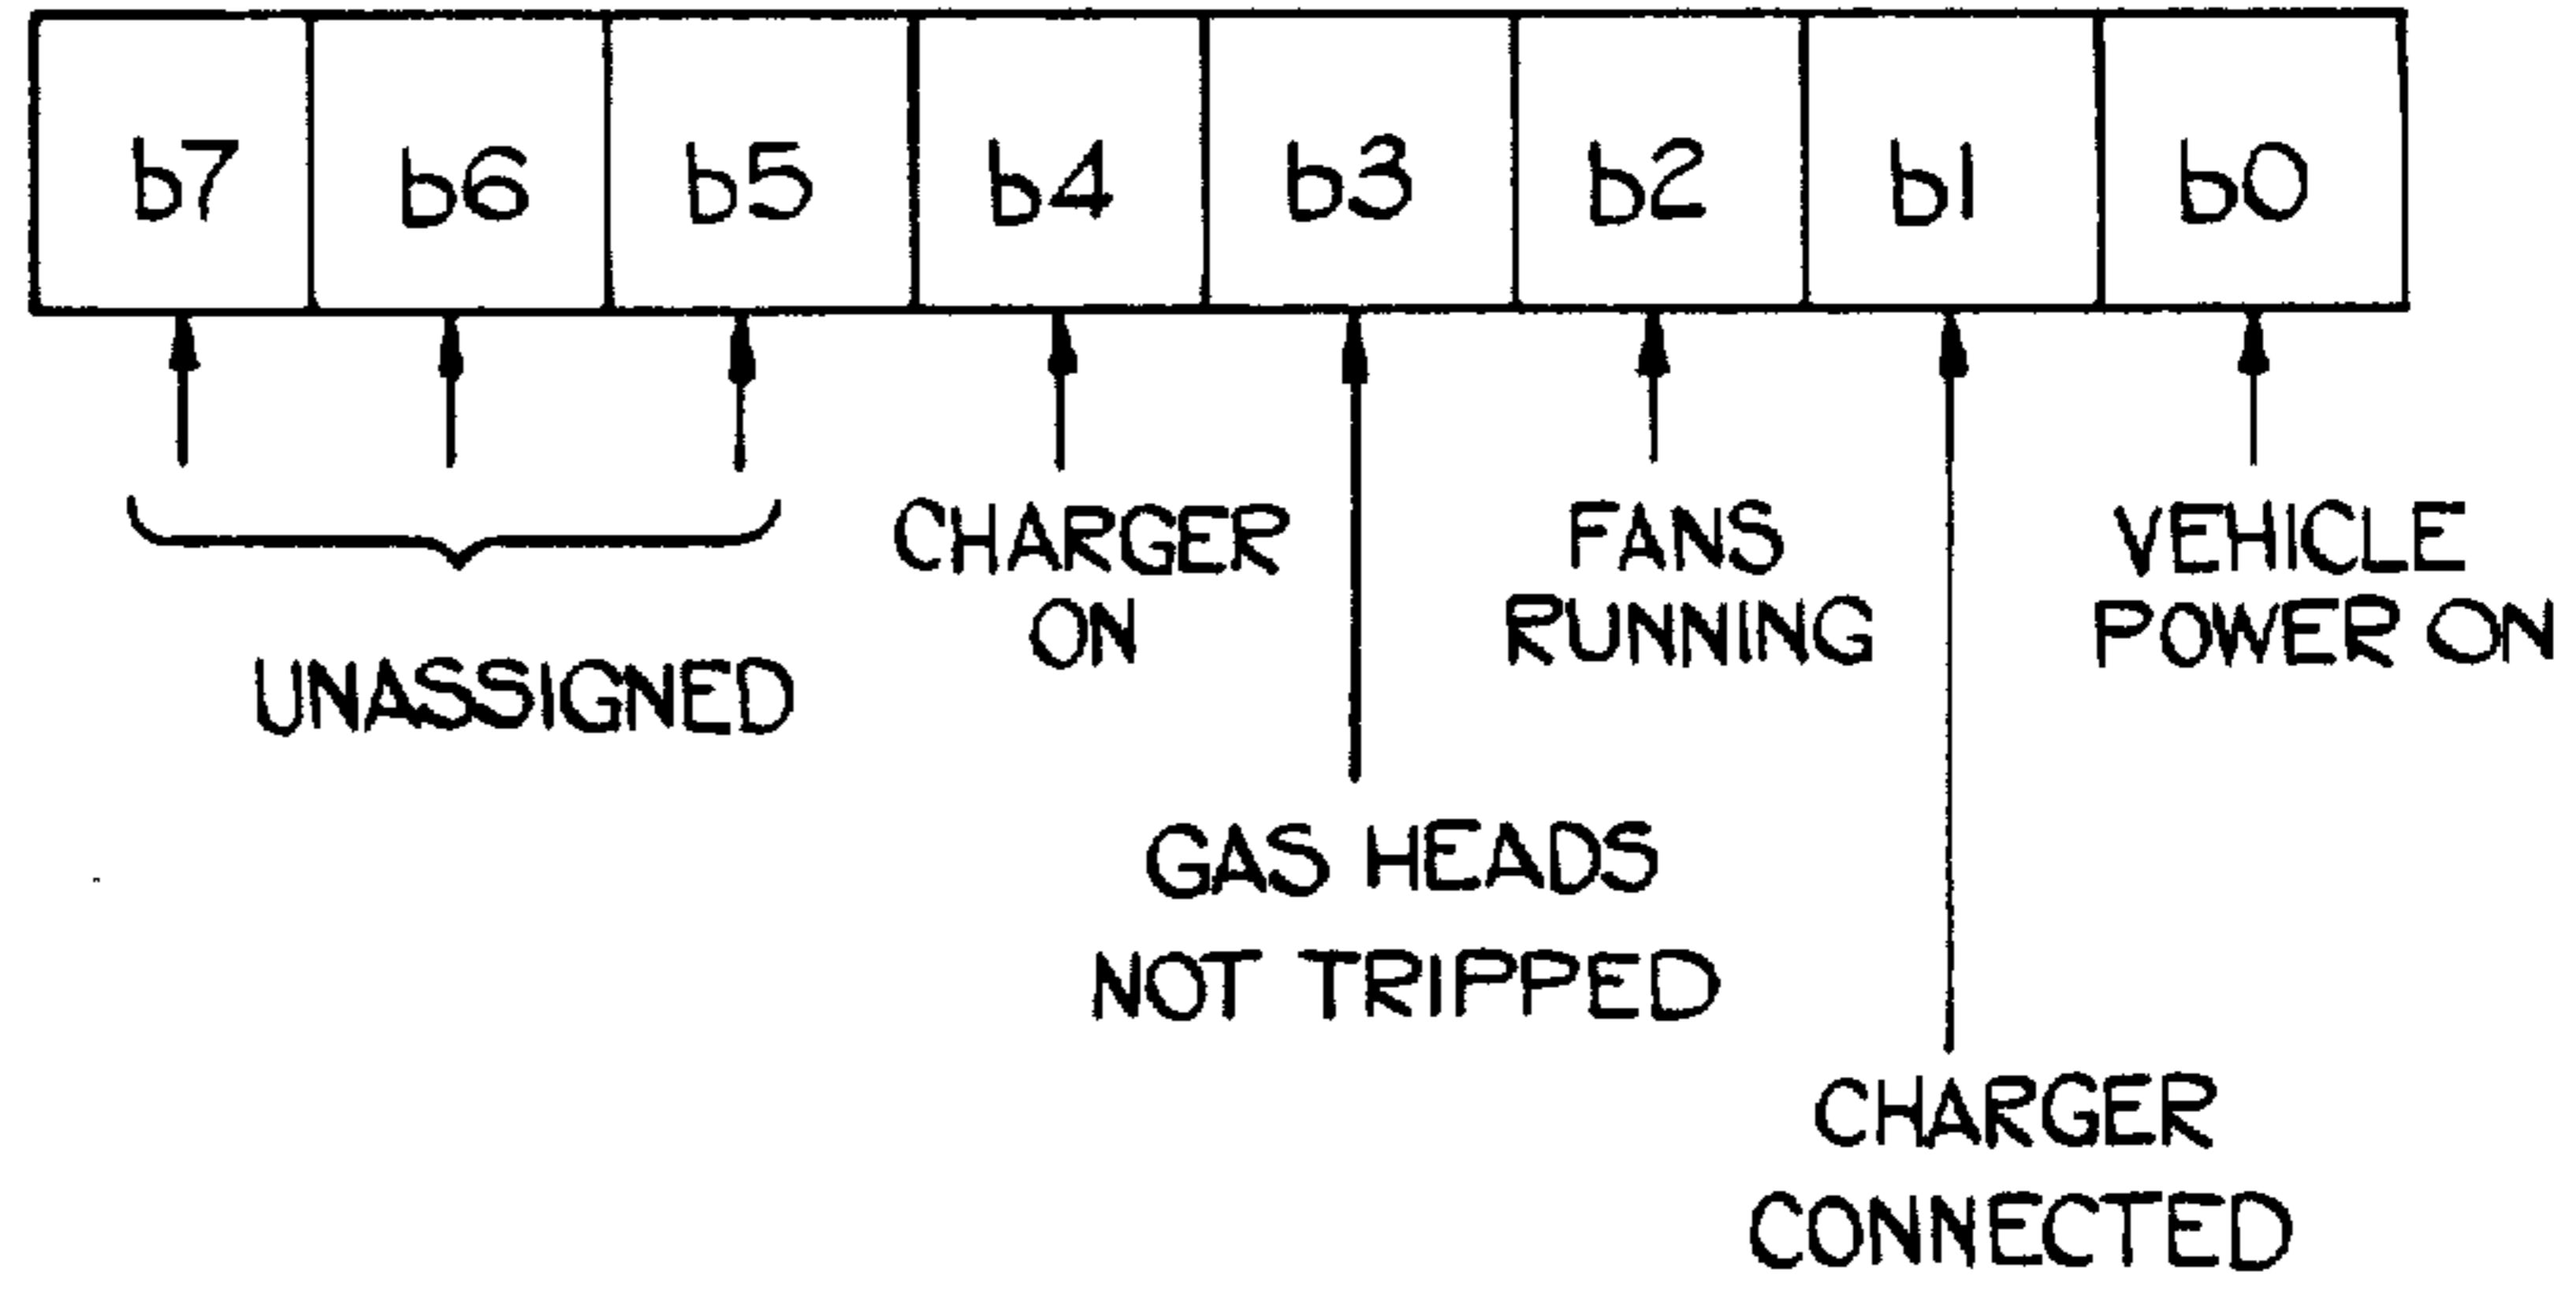 b7 b6 b5 b4 b3 b2 b1 b0
UNASSIGNED
CHARGER
ON
GAS HEADS
NOT TRIPPED
FANS
RUNNING
CHARGER
CONNECTED
VEHICLE
POWER ON